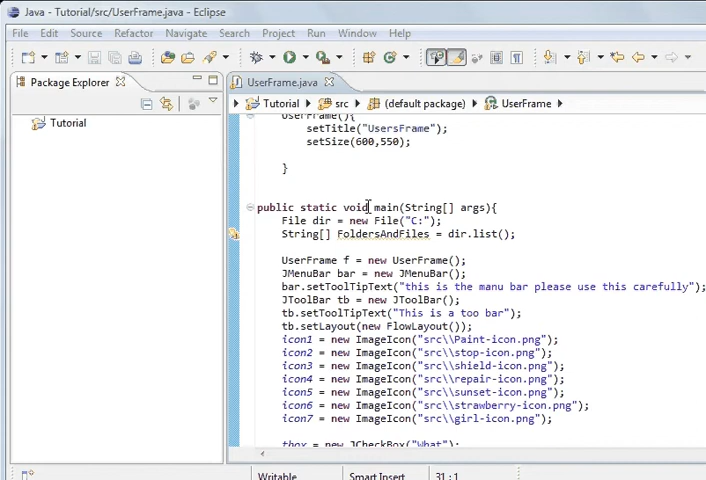 Java - Tutorial/src/UserFrame.java - Eclipse
File Edit Source Refactor Navigate Search Project Run Window Help
Package Explorer
UserFrame.java
Tutorial src (default package) UserFrame
Tutorial
UserFrame(){
setTitle("UsersFrame");
setSize(600,550);
}
public static void main(String[] args){
File dir = new File("C:");
String[] FoldersAndFiles = dir.list();
UserFrame f = new UserFrame();
JMenuBar bar = new JMenuBar();
bar.setToolTipText("this is the manu bar please use this carefully");
JToolBar tb = new JToolBar();
tb.setToolTipText("This is a too bar");
tb.setLayout(new FlowLayout());
icon1 = new ImageIcon("src\\Paint-icon.png");
icon2 = new ImageIcon("src\\stop-icon.png");
icon3 = new ImageIcon("src\\shield-icon.png");
icon4 = new ImageIcon("src\\repair-icon.png");
icon5 = new ImageIcon("src\\sunset-icon.png");
icon6 = new ImageIcon("src\\strawberry-icon.png");
icon7 = new ImageIcon("src\\girl-icon.png");
tbox = new JCheckBox("What");
Writable Smart Insert 31 : 1